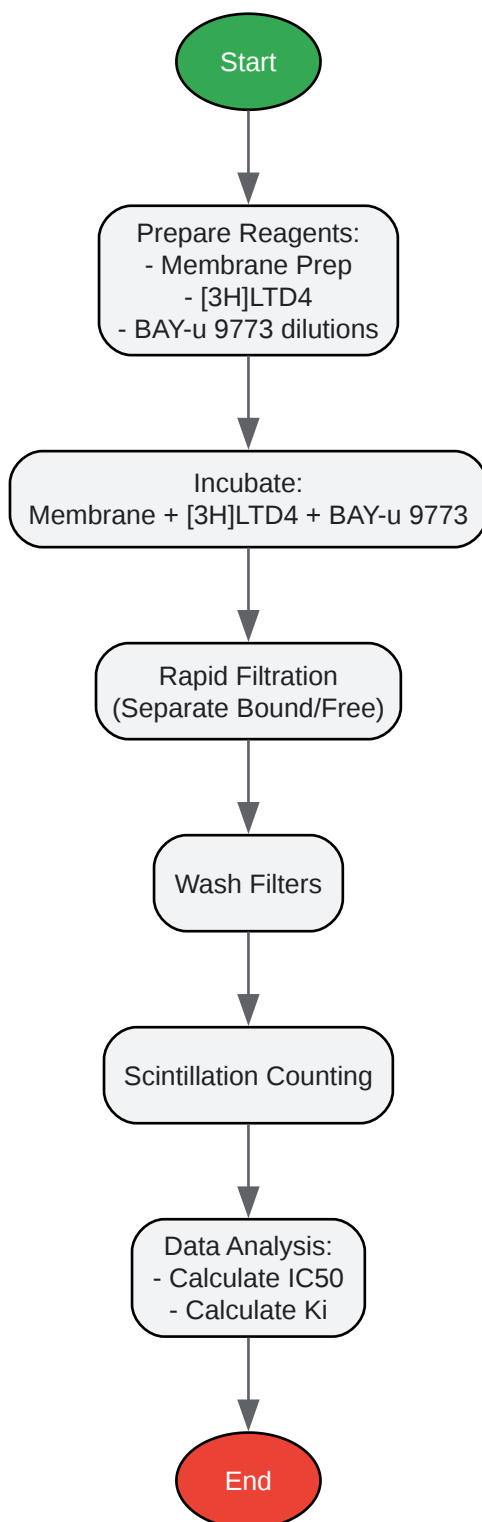 Start
Prepare Reagents:
- Membrane Prep
- [3H]LTD4
- BAY-u 9773 dilutions
Incubate:
Membrane + [3H]LTD4 + BAY-u 9773
Rapid Filtration
(Separate Bound/Free)
Wash Filters
Scintillation Counting
Data Analysis:
- Calculate IC50
- Calculate Ki
End